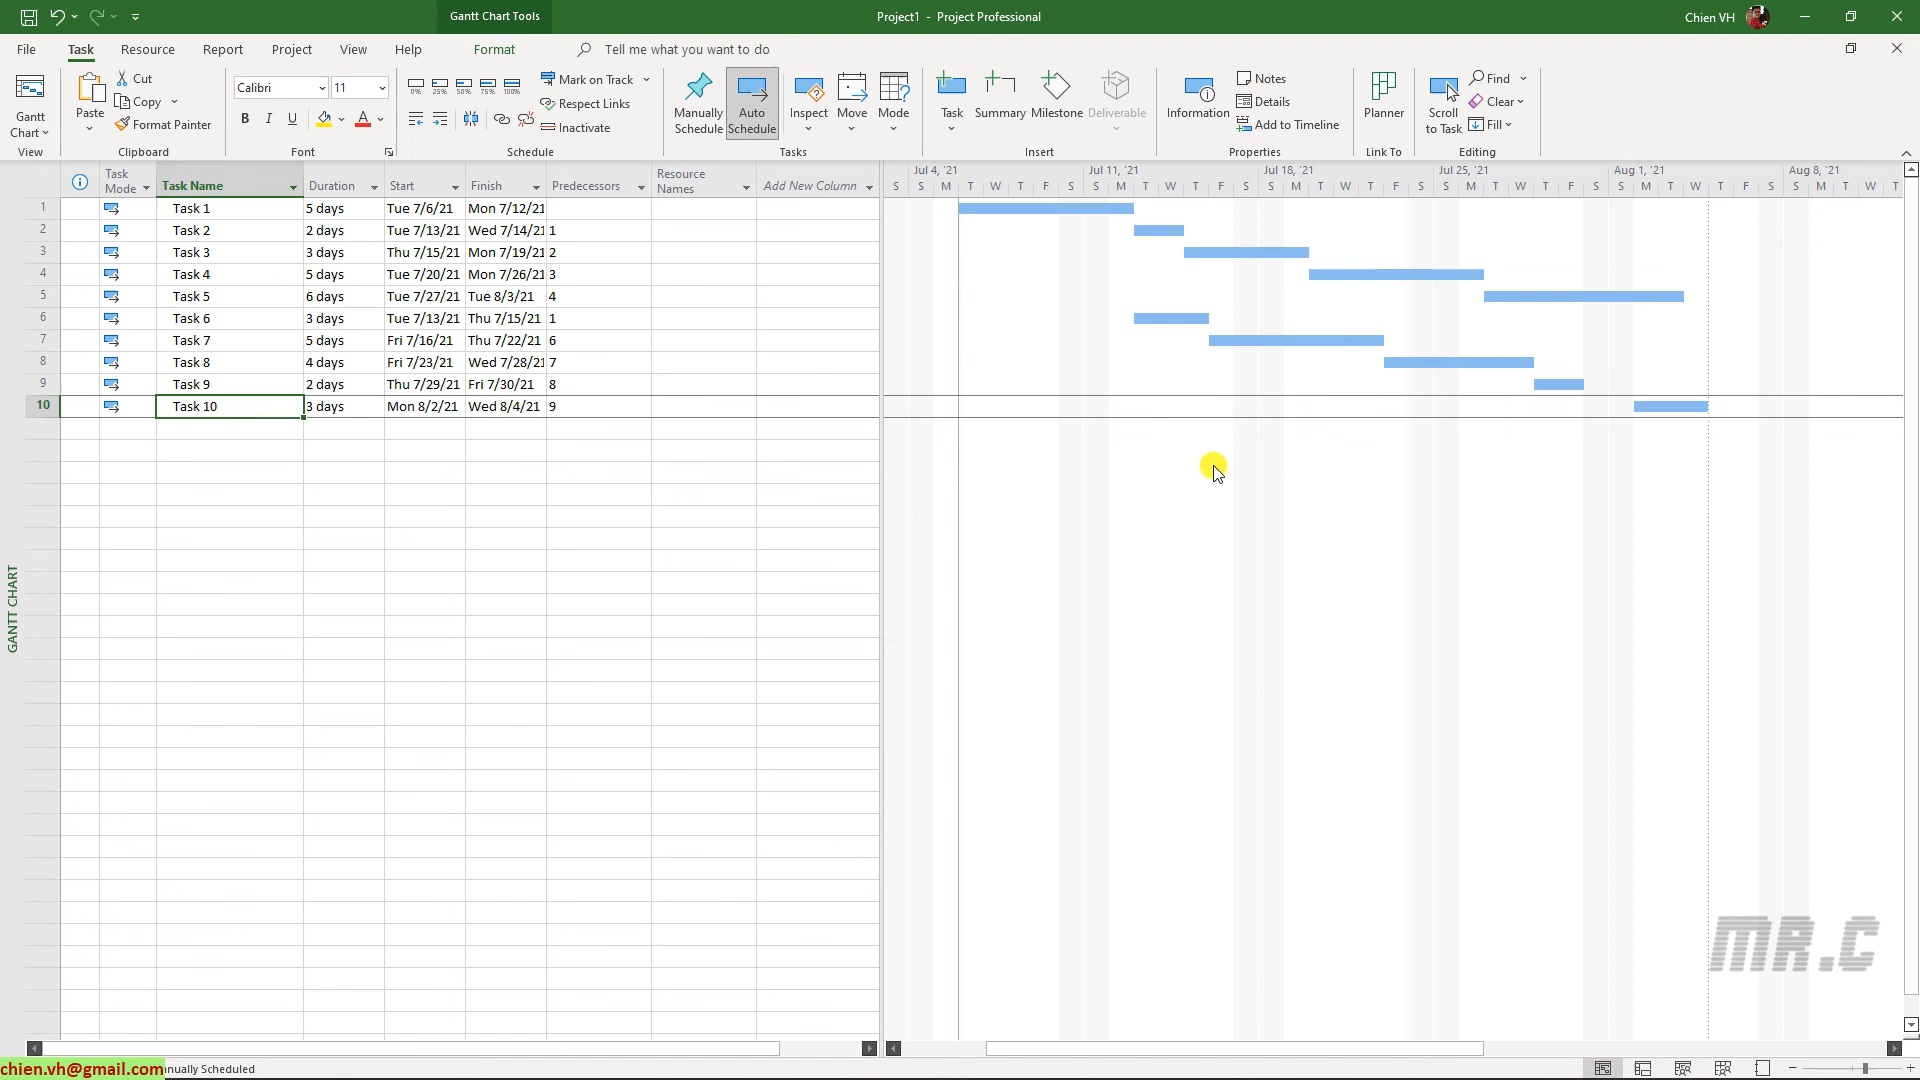 Gantt Chart Tools
Project1 - Project Professional
Chien VH
File Task Resource Report Project View Help Format Tell me what you want to do
Gantt Chart
View
Paste
Cut
Copy
Format Painter
Clipboard
Calibri 11
B I U A
Font
0% 25% 50% 75% 100%
Mark on Track
Respect Links
Inactivate
Schedule
Manually Schedule
Auto Schedule
Inspect
Move
Mode
Tasks
Task
Summary
Milestone
Deliverable
Insert
Information
Notes
Details
Add to Timeline
Properties
Planner
Link To
Scroll to Task
Find
Clear
Fill
Editing
Task Mode Task Name Duration Start Finish Predecessors Resource Names Add New Column
1 Task 1 5 days Tue 7/6/21 Mon 7/12/21
2 Task 2 2 days Tue 7/13/21 Wed 7/14/21 1
3 Task 3 3 days Thu 7/15/21 Mon 7/19/21 2
4 Task 4 5 days Tue 7/20/21 Mon 7/26/21 3
5 Task 5 6 days Tue 7/27/21 Tue 8/3/21 4
6 Task 6 3 days Tue 7/13/21 Thu 7/15/21 1
7 Task 7 5 days Fri 7/16/21 Thu 7/22/21 6
8 Task 8 4 days Fri 7/23/21 Wed 7/28/21 7
9 Task 9 2 days Thu 7/29/21 Fri 7/30/21 8
10 Task 10 3 days Mon 8/2/21 Wed 8/4/21 9
Jul 4, '21 Jul 11, '21 Jul 18, '21 Jul 25, '21 Aug 1, '21 Aug 8, '21
S S M T W T F S S M T W T F S S M T W T F S S M T W T F S S M T W T F S S M T W T
GANTT CHART
MR.C
chien.vh@gmail.com
nually Scheduled